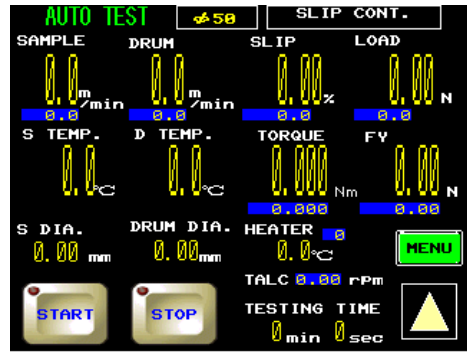 AUTO TEST ⌀50 SLIP CONT.
SAMPLE DRUM SLIP LOAD
0.0 m/min 0.0 m/min 0.00 % 0.00 N
0.0 0.0 0.0 0.0
S TEMP. D TEMP. TORQUE FY
0.0 °C 0.0 °C 0.000 Nm 0.00 N
0.000 0.00
S DIA. DRUM DIA. HEATER 0
0.00 mm 0.00 mm 0.0 °C MENU
TALC 0.00 rpm
START STOP TESTING TIME
0 min 0 sec